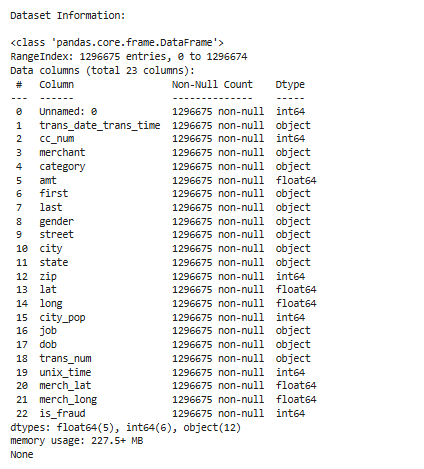 Dataset Information:
<class 'pandas.core.frame.DataFrame'>
RangeIndex: 1296675 entries, 0 to 1296674
Data columns (total 23 columns):
 #   Column                 Non-Null Count    Dtype
---  ------                 --------------    -----
 0   Unnamed: 0             1296675 non-null  int64
 1   trans_date_trans_time  1296675 non-null  object
 2   cc_num                 1296675 non-null  int64
 3   merchant               1296675 non-null  object
 4   category               1296675 non-null  object
 5   amt                    1296675 non-null  float64
 6   first                  1296675 non-null  object
 7   last                   1296675 non-null  object
 8   gender                 1296675 non-null  object
 9   street                 1296675 non-null  object
 10  city                   1296675 non-null  object
 11  state                  1296675 non-null  object
 12  zip                    1296675 non-null  int64
 13  lat                    1296675 non-null  float64
 14  long                   1296675 non-null  float64
 15  city_pop               1296675 non-null  int64
 16  job                    1296675 non-null  object
 17  dob                    1296675 non-null  object
 18  trans_num              1296675 non-null  object
 19  unix_time              1296675 non-null  int64
 20  merch_lat              1296675 non-null  float64
 21  merch_long             1296675 non-null  float64
 22  is_fraud               1296675 non-null  int64
dtypes: float64(5), int64(6), object(12)
memory usage: 227.5+ MB
None